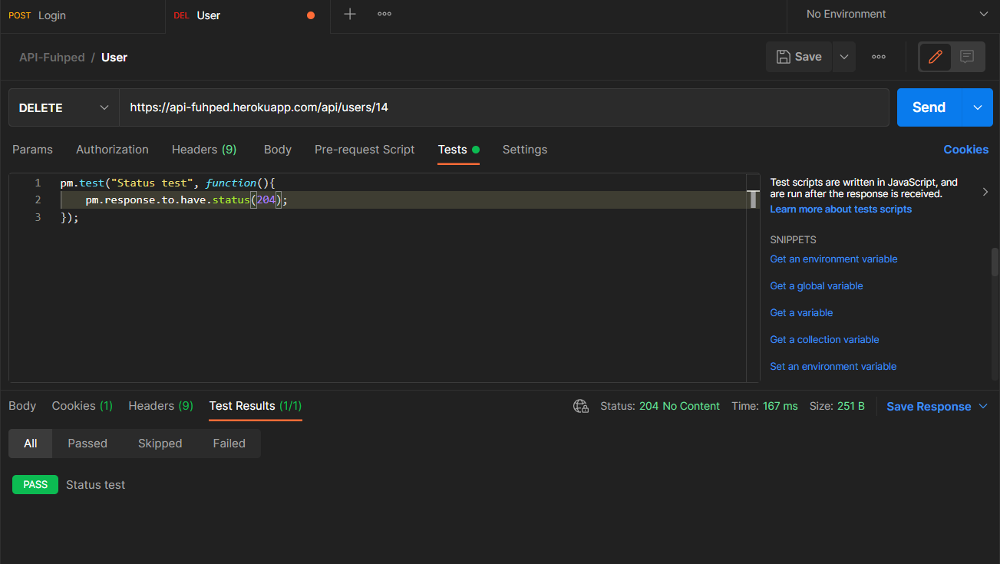 POST Login
DEL User
No Environment
API-Fuhped / User
Save
DELETE
https://api-fuhped.herokuapp.com/api/users/14
Send
Params Authorization Headers (9) Body Pre-request Script Tests Settings Cookies
1 pm.test("Status test", function(){
2 pm.response.to.have.status(204);
3 });
Test scripts are written in JavaScript, and
are run after the response is received.
Learn more about tests scripts
SNIPPETS
Get an environment variable
Get a global variable
Get a variable
Get a collection variable
Set an environment variable
Body Cookies (1) Headers (9) Test Results (1/1) Status: 204 No Content Time: 167 ms Size: 251 B Save Response
All Passed Skipped Failed
PASS Status test